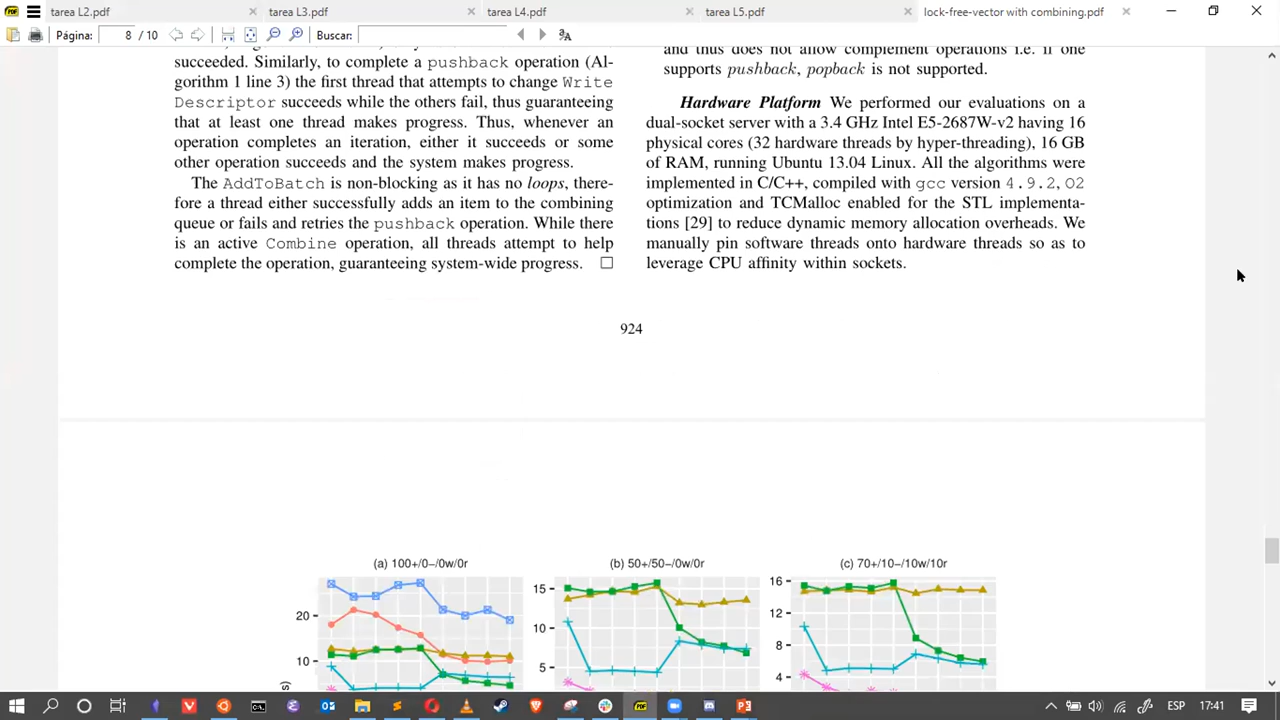 tarea L2.pdf
tarea L3.pdf
tarea L4.pdf
tarea L5.pdf
lock-free-vector with combining.pdf
Página: 8 / 10
Buscar:
succeeded. Similarly, to complete a pushback operation (Al-
gorithm 1 line 3) the first thread that attempts to change Write
Descriptor succeeds while the others fail, thus guaranteeing
that at least one thread makes progress. Thus, whenever an
operation completes an iteration, either it succeeds or some
other operation succeeds and the system makes progress.
The AddToBatch is non-blocking as it has no loops, there-
fore a thread either successfully adds an item to the combining
queue or fails and retries the pushback operation. While there
is an active Combine operation, all threads attempt to help
complete the operation, guaranteeing system-wide progress. □
and thus does not allow complement operations i.e. if one
supports pushback, popback is not supported.
Hardware Platform We performed our evaluations on a
dual-socket server with a 3.4 GHz Intel E5-2687W-v2 having 16
physical cores (32 hardware threads by hyper-threading), 16 GB
of RAM, running Ubuntu 13.04 Linux. All the algorithms were
implemented in C/C++, compiled with gcc version 4.9.2, O2
optimization and TCMalloc enabled for the STL implementa-
tions [29] to reduce dynamic memory allocation overheads. We
manually pin software threads onto hardware threads so as to
leverage CPU affinity within sockets.
924
(a) 100+/0−/0w/0r
20
10
s)
(b) 50+/50−/0w/0r
15
10
5
(c) 70+/10−/10w/10r
16
12
8
4
ESP
17:41